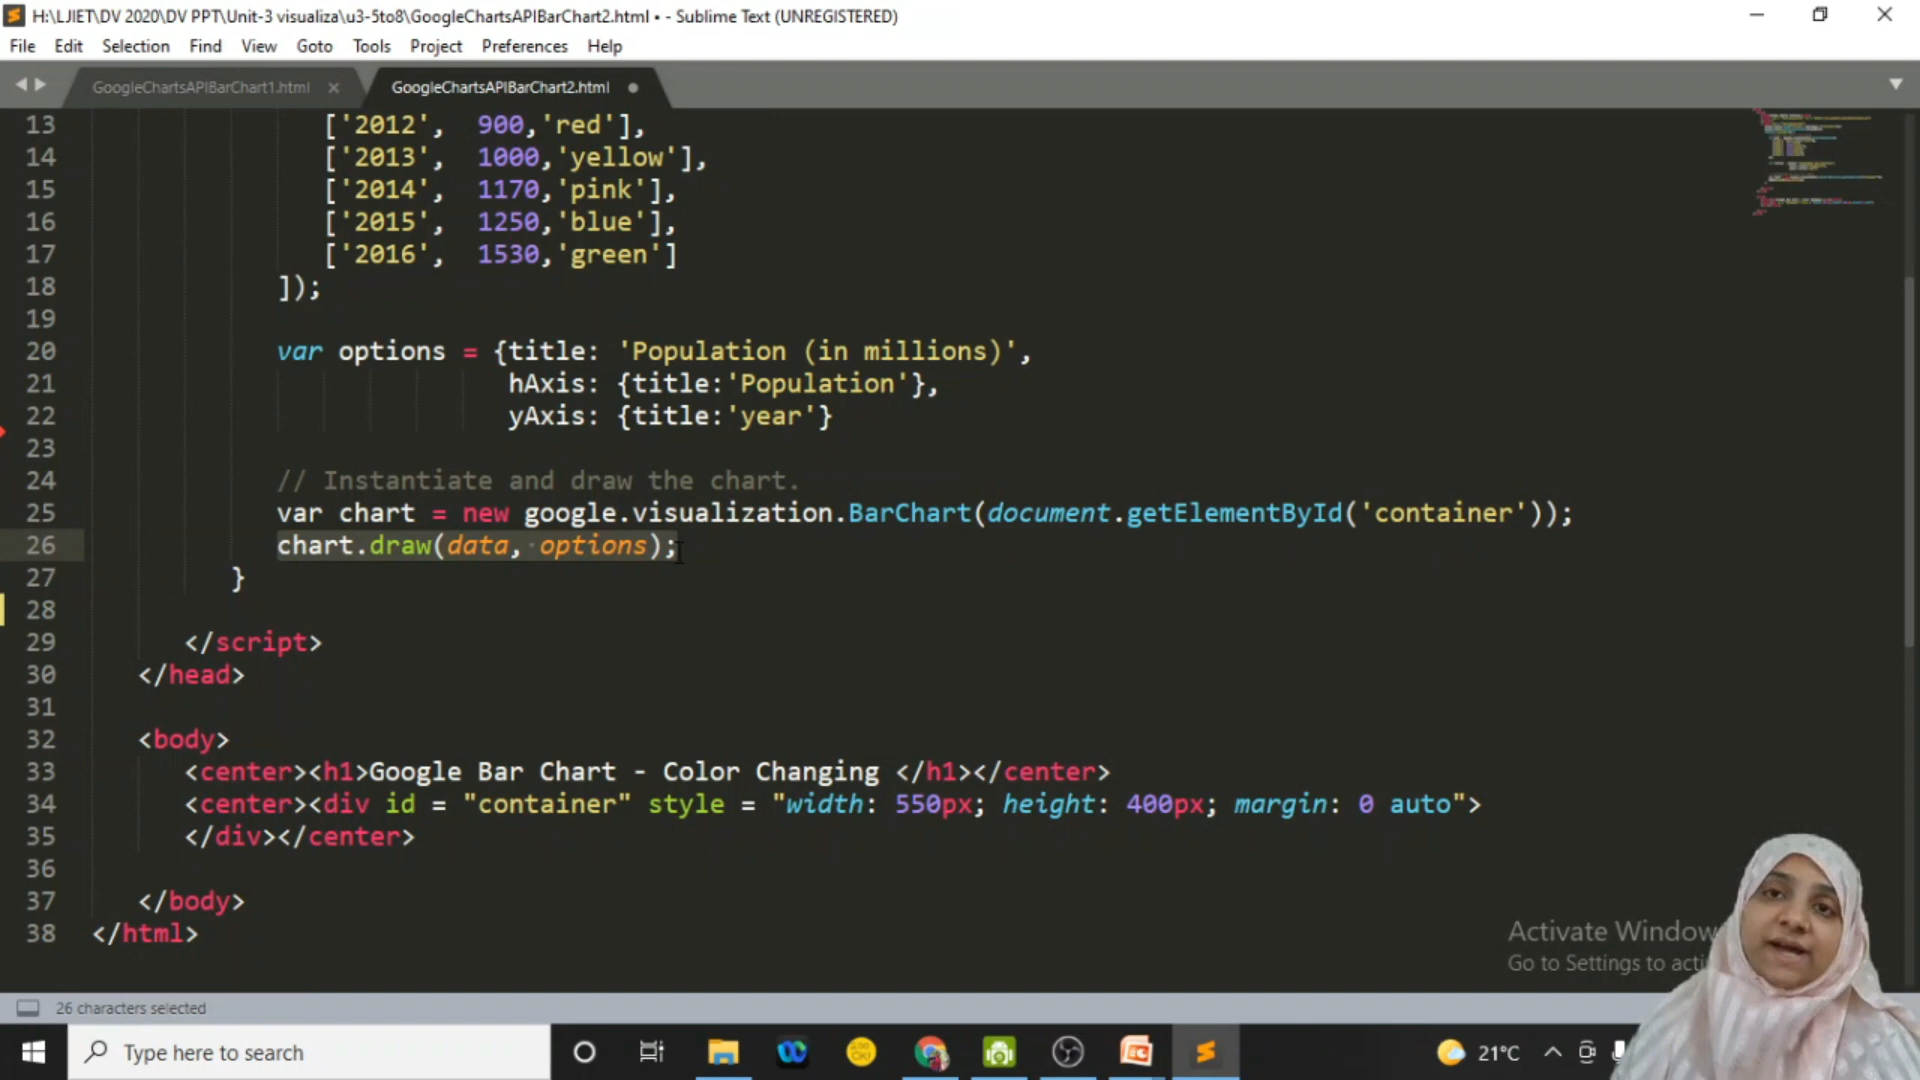 H:\LJIET\DV 2020\DV PPT\Unit-3 visualiza\u3-5to8\GoogleChartsAPIBarChart2.html • - Sublime Text (UNREGISTERED)
File Edit Selection Find View Goto Tools Project Preferences Help
GoogleChartsAPIBarChart1.html GoogleChartsAPIBarChart2.html
13 ['2012', 900,'red'],
14 ['2013', 1000,'yellow'],
15 ['2014', 1170,'pink'],
16 ['2015', 1250,'blue'],
17 ['2016', 1530,'green']
18 ]);
19
20 var options = {title: 'Population (in millions)',
21 hAxis: {title:'Population'},
22 yAxis: {title:'year'}
23
24 // Instantiate and draw the chart.
25 var chart = new google.visualization.BarChart(document.getElementById('container'));
26 chart.draw(data, options);
27 }
28
29 </script>
30 </head>
31
32 <body>
33 <center><h1>Google Bar Chart - Color Changing </h1></center>
34 <center><div id = "container" style = "width: 550px; height: 400px; margin: 0 auto">
35 </div></center>
36
37 </body>
38 </html>
Activate Window
Go to Settings to acti
26 characters selected
Type here to search
21°C